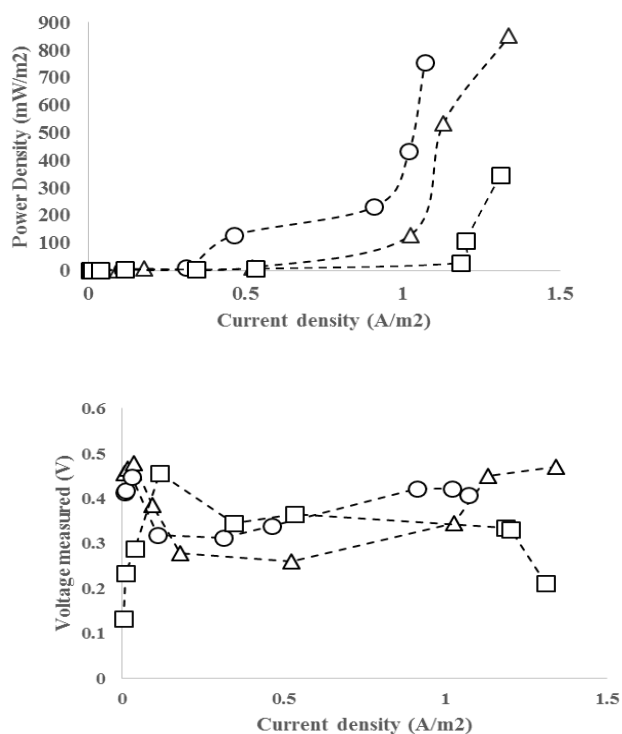 900
800
700
600
500
400
300
200
100
0
Power Density (mW/m2)
0 0.5 1 1.5
Current density (A/m2)
0.6
0.5
0.4
0.3
0.2
0.1
0
Voltage measured (V)
0 0.5 1 1.5
Current density (A/m2)